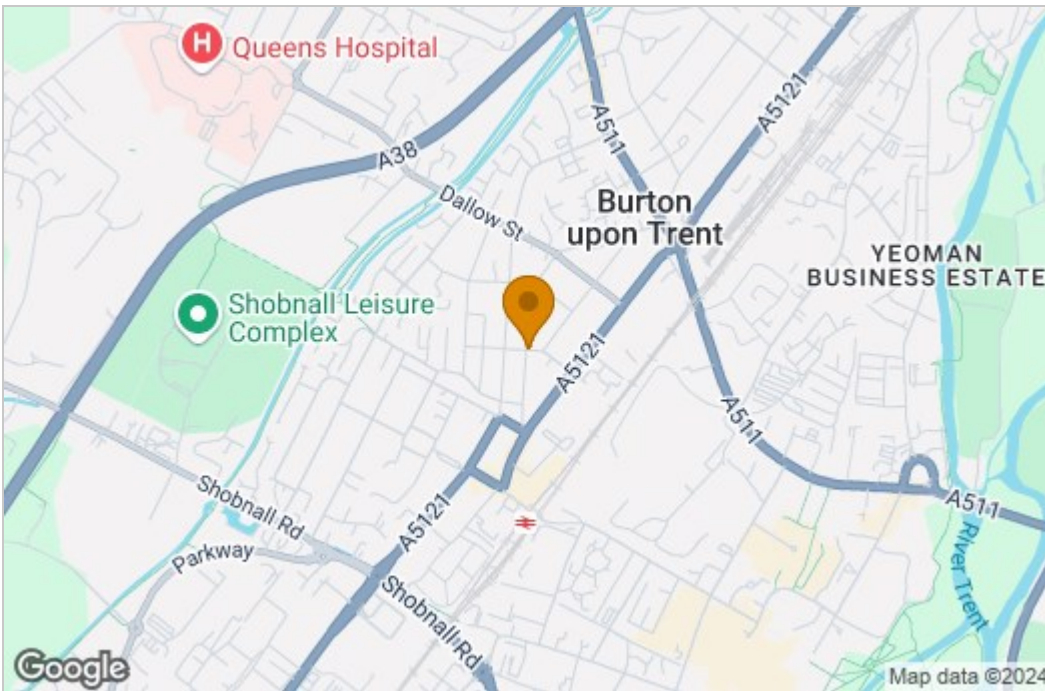 H
Queens Hospital
A38
A511
A5121
Dallow St
Burton
upon Trent
YEOMAN
BUSINESS ESTATE
Shobnall Leisure
Complex
A5121
A511
Shobnall Rd
A5121
A511
Parkway
Shobnall Rd
River Trent
Google
Map data ©2024